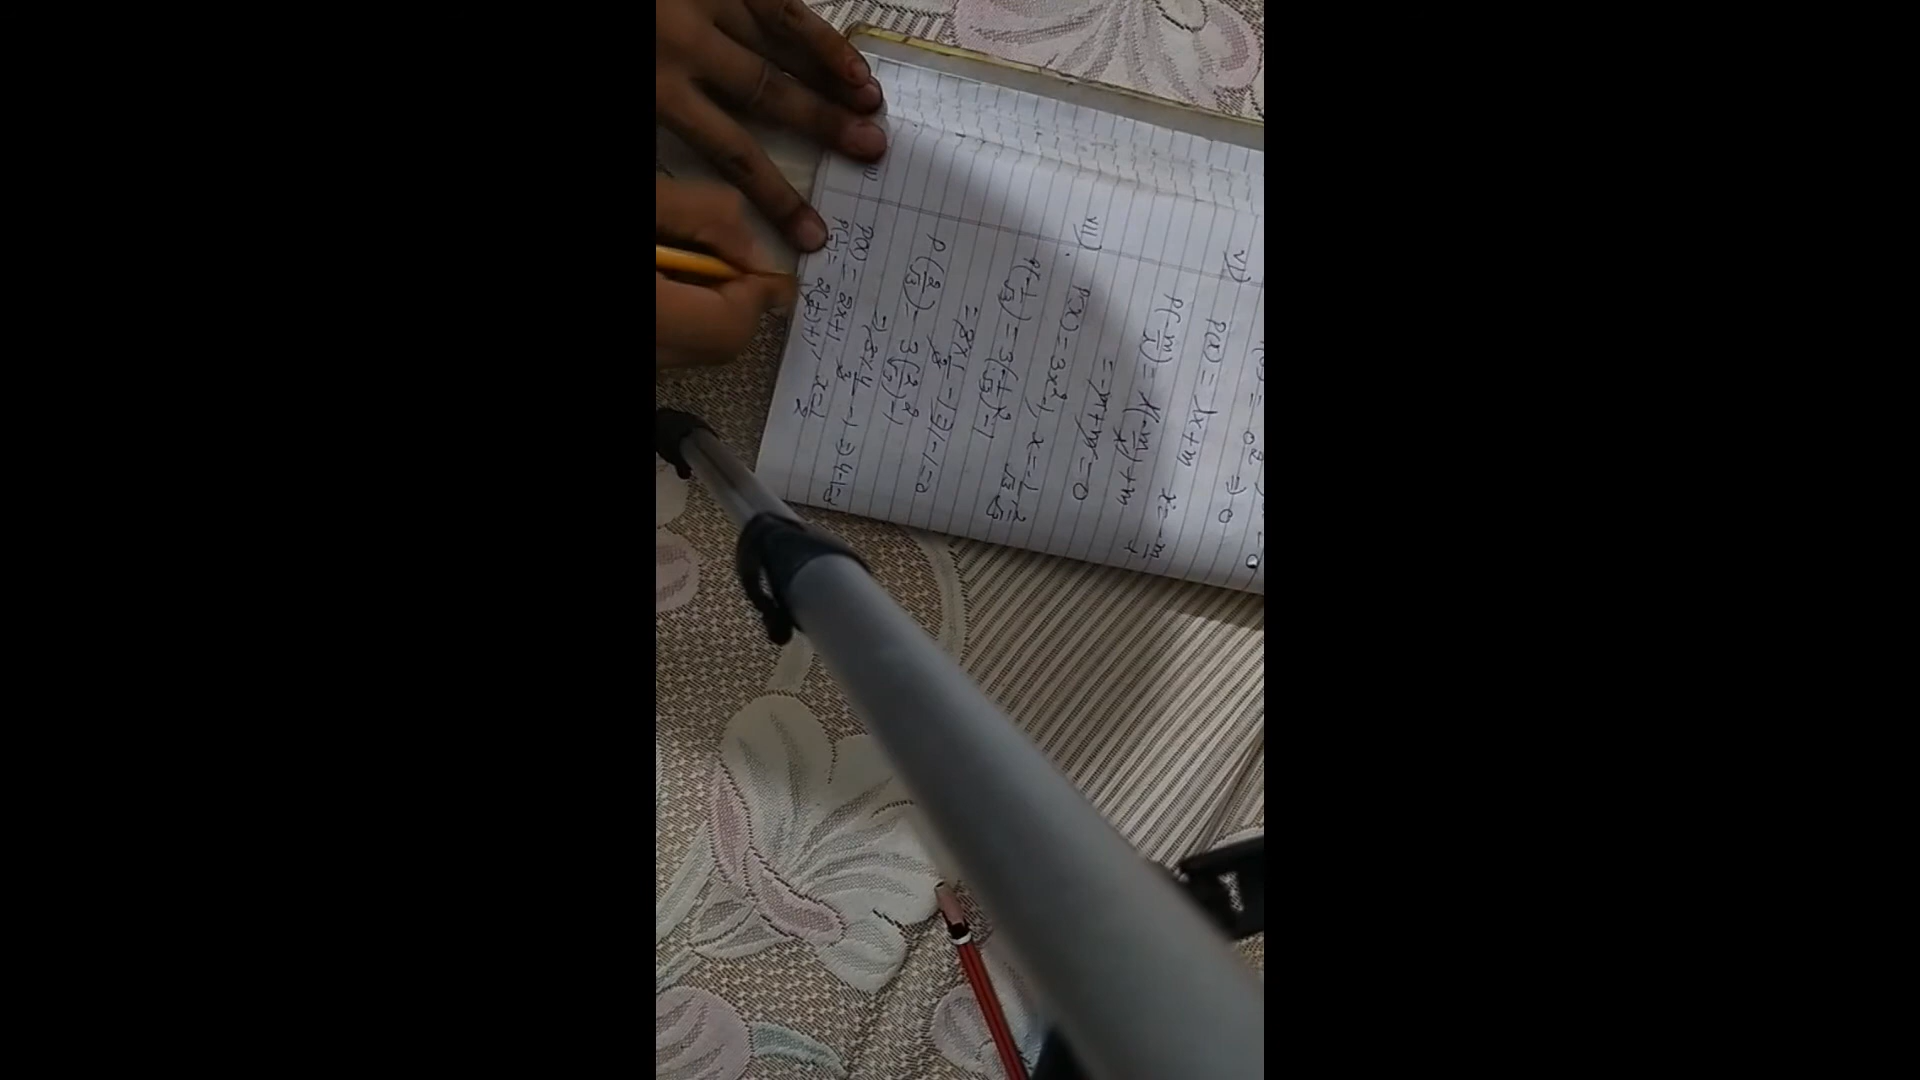 vi) P(x) = lx+m x = -m/l
P(-m/l) = l(-m/l)+m
= -m+m = 0
vii) P(x) = 3x²-1, x = -1/√3, 2/√3
P(-1/√3) = 3(-1/√3)²-1
= 3×1/3 -1 ⇒ 1-1=0
P(2/√3) = 3(2/√3)²-1
⇒ 3×4/3 -1 ⇒ 4-1=3
P(x) = 2x+1, x=1/2
P(1/2) = 2(1/2)+1